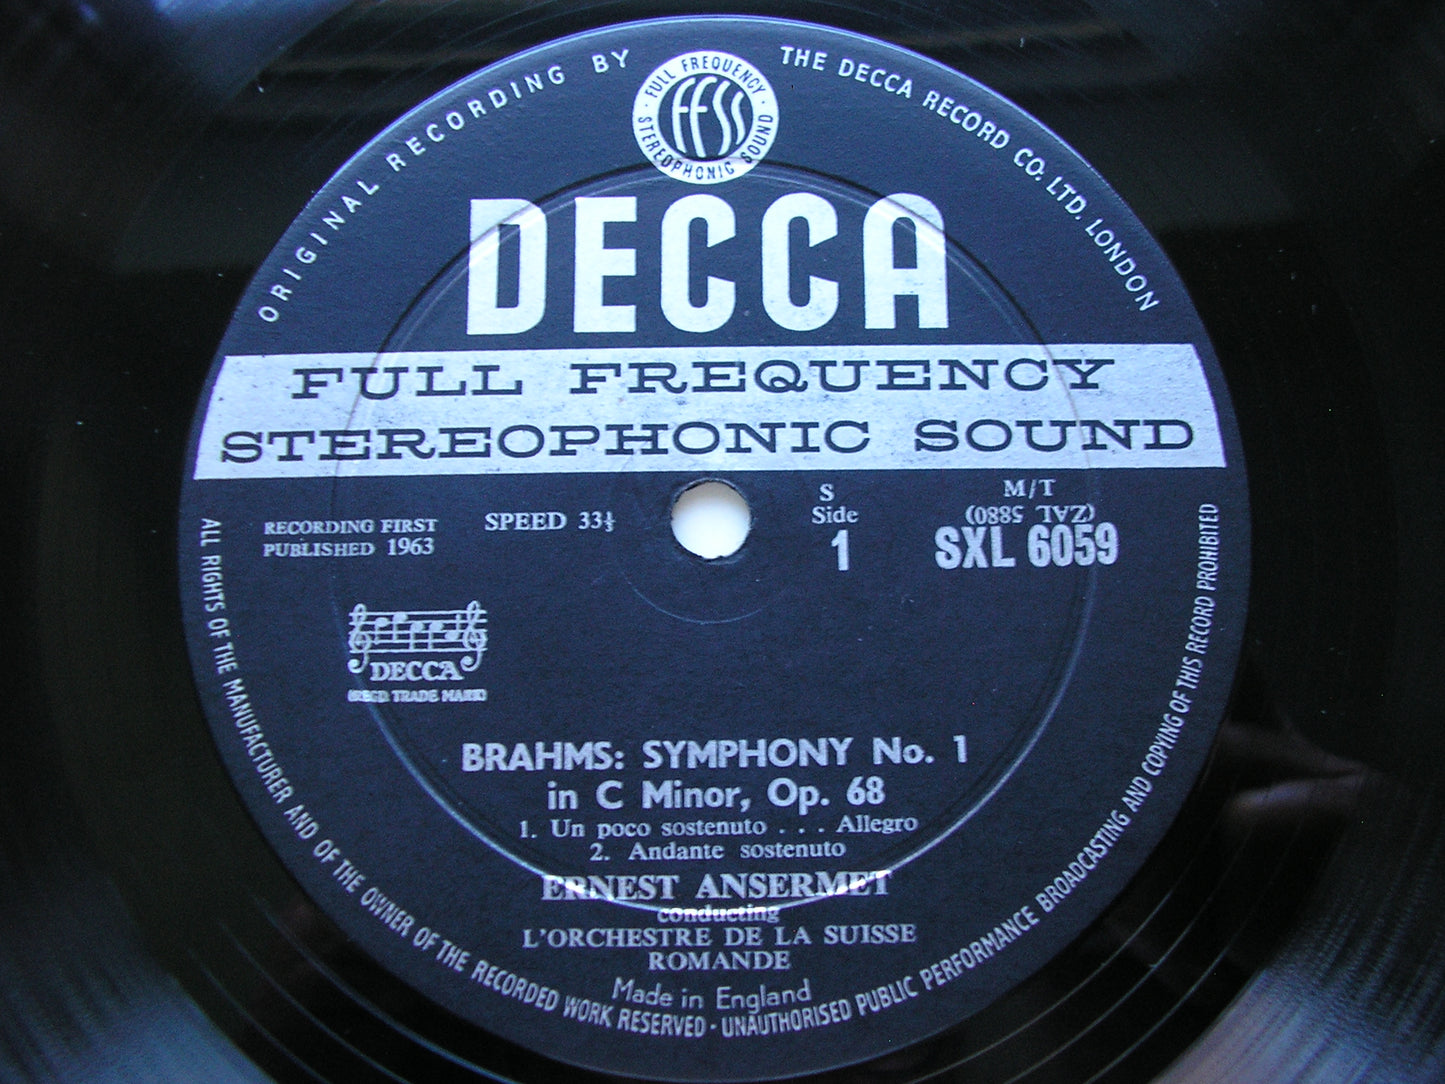 ORIGINAL RECORDING BY
THE DECCA RECORD CO: LTD. LONDON
FULL FREQUENCY
FFSS
STEREOPHONIC SOUND
DECCA
FULL FREQUENCY
STEREOPHONIC SOUND
RECORDING FIRST
PUBLISHED 1963
SPEED 33⅓
S
Side
1
M/T
(ZAL 5880)
SXL 6059
DECCA
(REGD. TRADE MARK)
BRAHMS: SYMPHONY No. 1
in C Minor, Op. 68
1. Un poco sostenuto . . . Allegro
2. Andante sostenuto
ERNEST ANSERMET
conducting
L'ORCHESTRE DE LA SUISSE
ROMANDE
Made in England
ALL RIGHTS OF THE MANUFACTURER AND OF THE OWNER OF THE RECORDED WORK RESERVED · UNAUTHORISED PUBLIC PERFORMANCE BROADCASTING AND COPYING OF THIS RECORD PROHIBITED